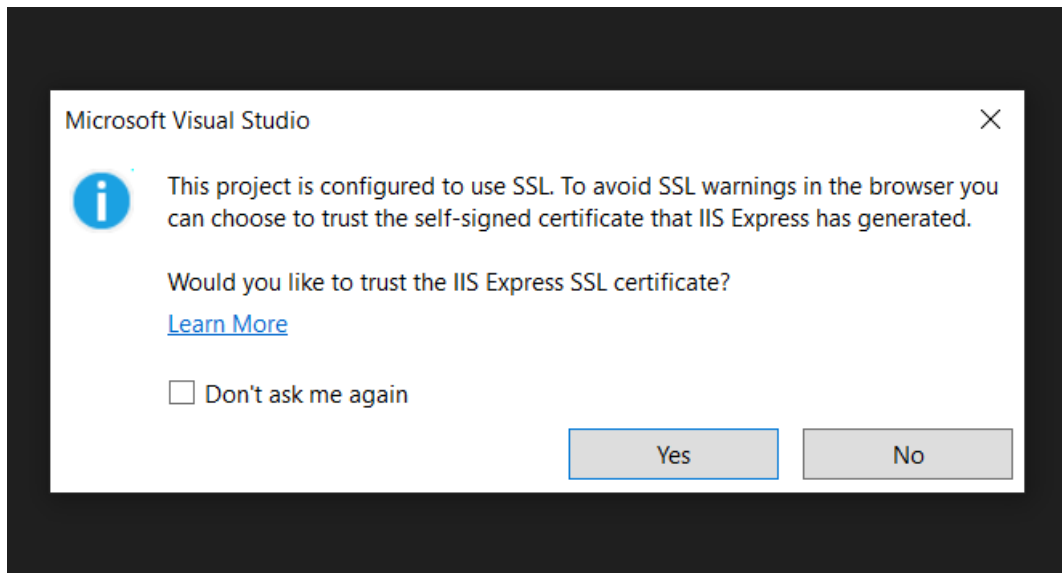 Microsoft Visual Studio
This project is configured to use SSL. To avoid SSL warnings in the browser you
can choose to trust the self-signed certificate that IIS Express has generated.
Would you like to trust the IIS Express SSL certificate?
Learn More
Don't ask me again
Yes No